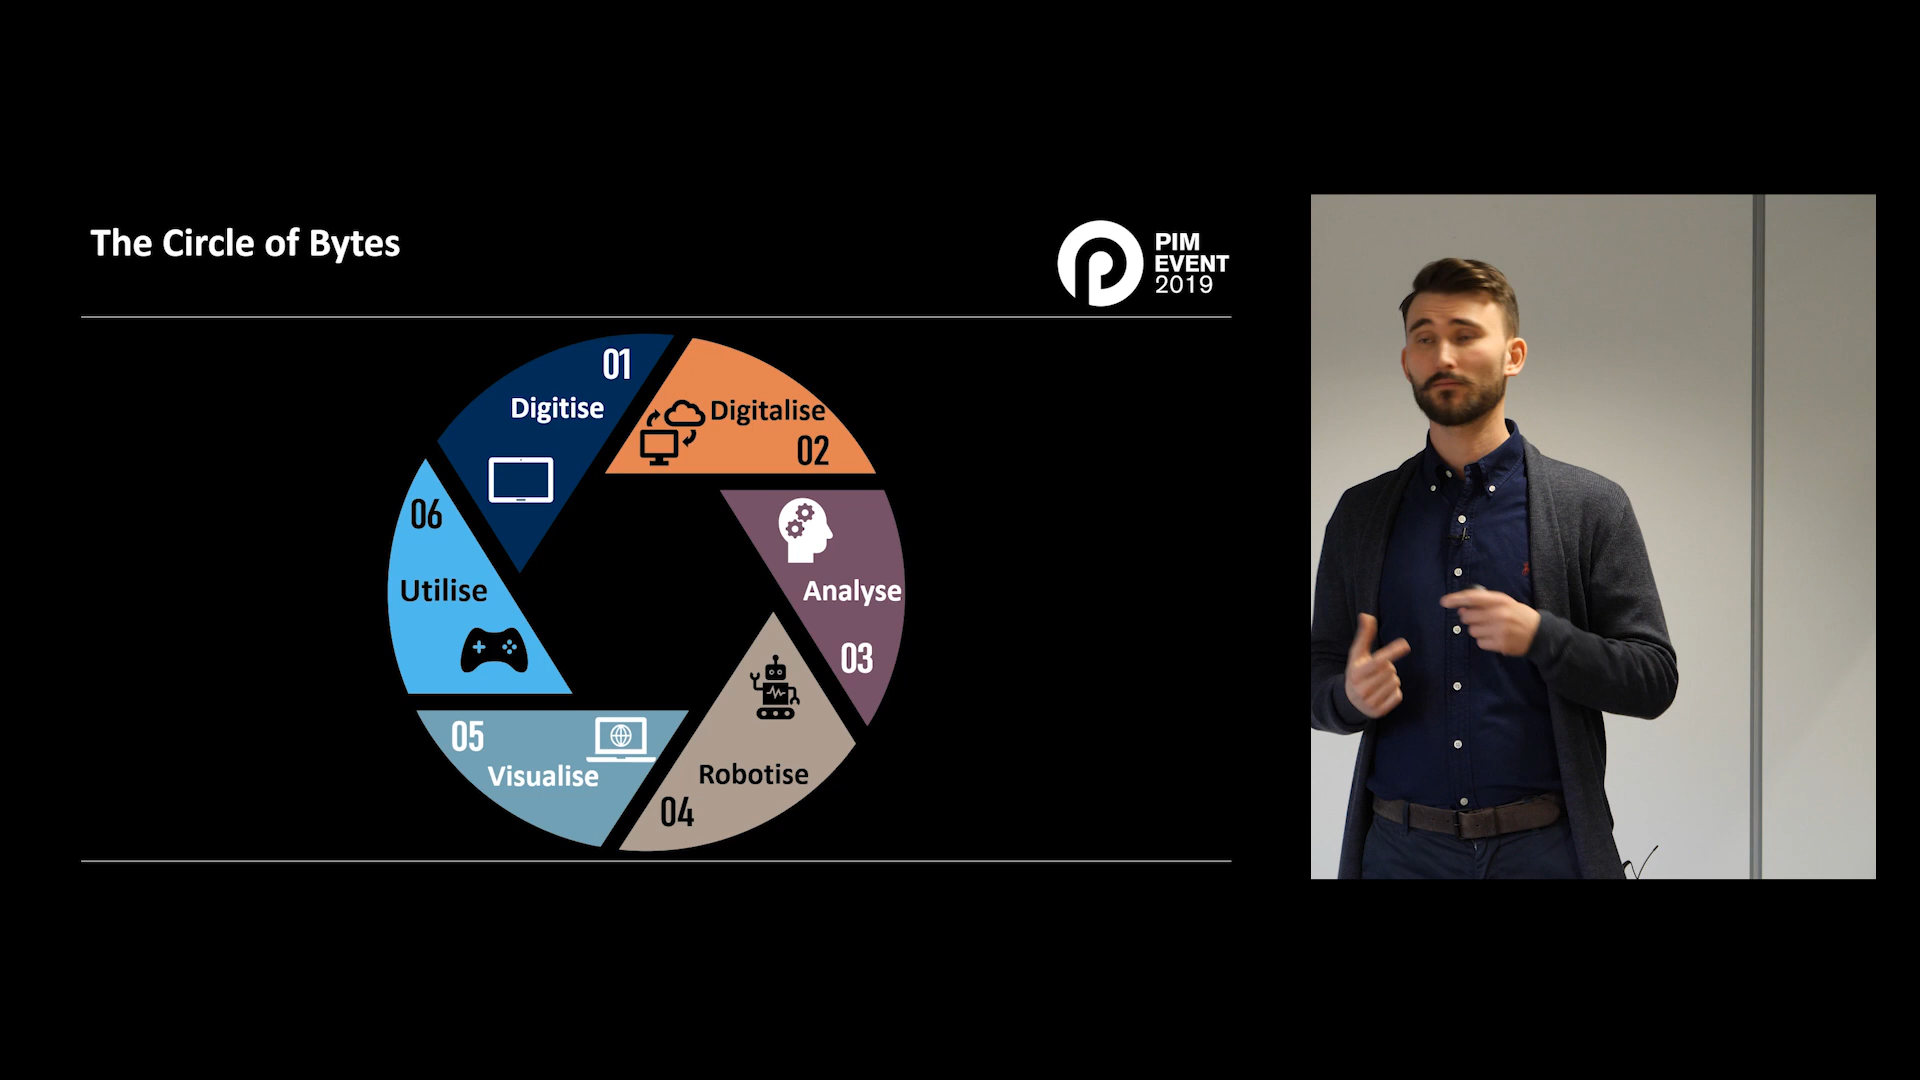 The Circle of Bytes
PIM
EVENT
2019
01
Digitise
Digitalise
02
Analyse
03
Robotise
04
05
Visualise
06
Utilise